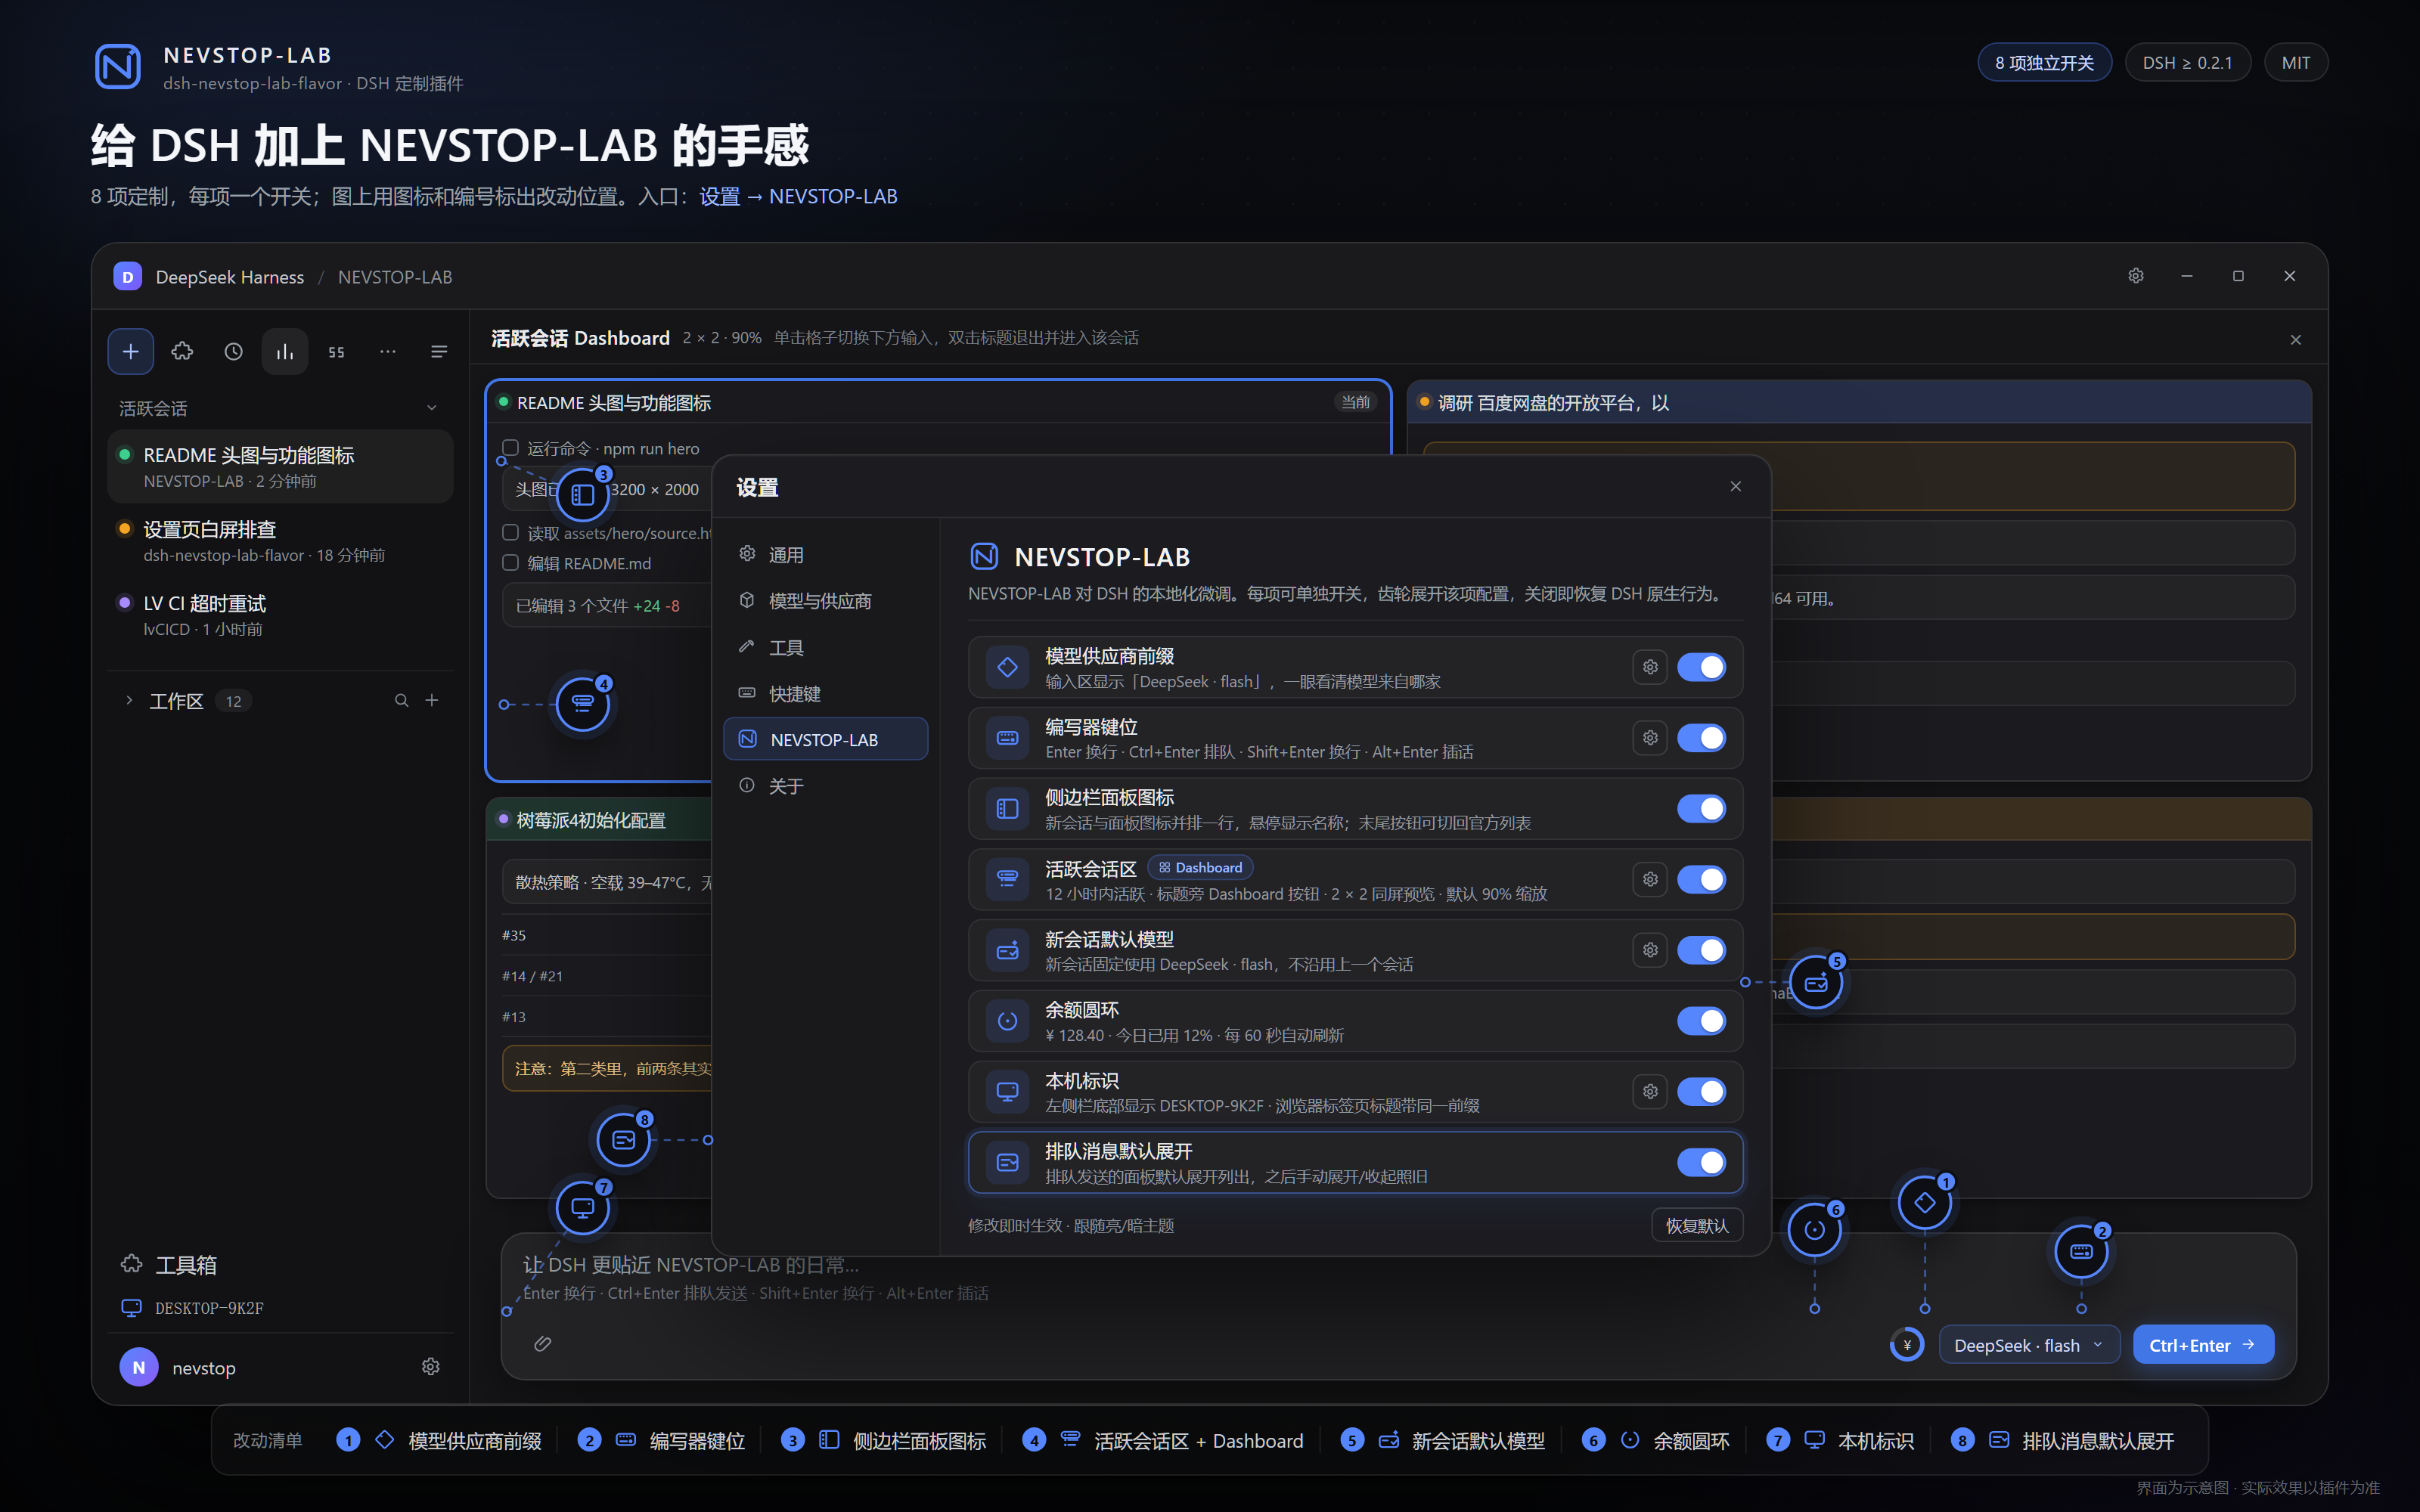 NEVSTOP-LAB
dsh-nevstop-lab-flavor · DSH 定制插件
8 项独立开关
DSH ≥ 0.2.1
MIT
给 DSH 加上 NEVSTOP-LAB 的手感
8 项定制，每项一个开关；图上用图标和编号标出改动位置。入口：设置 → NEVSTOP-LAB
D
DeepSeek Harness / NEVSTOP-LAB
活跃会话
README 头图与功能图标
NEVSTOP-LAB · 2 分钟前
设置页白屏排查
dsh-nevstop-lab-flavor · 18 分钟前
LV CI 超时重试
lvCICD · 1 小时前
工作区 12
工具箱
DESKTOP-9K2F
N
nevstop
活跃会话 Dashboard 2 × 2 · 90% 单击格子切换下方输入，双击标题退出并进入该会话
README 头图与功能图标
当前
运行命令 · npm run hero
头图已
3200 × 2000
读取 assets/hero/source.h
编辑 README.md
已编辑 3 个文件 +24 -8
3
4
调研 百度网盘的开放平台，以
64 可用。
树莓派4初始化配置
散热策略 · 空载 39–47°C，
#35
#14 / #21
#13
注意：第二类里，前两条其实
8
7
设置
通用
模型与供应商
工具
快捷键
NEVSTOP-LAB
关于
NEVSTOP-LAB
NEVSTOP-LAB 对 DSH 的本地化微调。每项可单独开关，齿轮展开该项配置，关闭即恢复 DSH 原生行为。
模型供应商前缀
输入区显示「DeepSeek · flash」，一眼看清模型来自哪家
编写器键位
Enter 换行 · Ctrl+Enter 排队 · Shift+Enter 换行 · Alt+Enter 插话
侧边栏面板图标
新会话与面板图标并排一行，悬停显示名称；末尾按钮可切回官方列表
活跃会话区 Dashboard
12 小时内活跃 · 标题旁 Dashboard 按钮 · 2 × 2 同屏预览 · 默认 90% 缩放
新会话默认模型
新会话固定使用 DeepSeek · flash，不沿用上一个会话
余额圆环
¥ 128.40 · 今日已用 12% · 每 60 秒自动刷新
本机标识
左侧栏底部显示 DESKTOP-9K2F · 浏览器标签页标题带同一前缀
排队消息默认展开
排队发送的面板默认展开列出，之后手动展开/收起照旧
修改即时生效 · 跟随亮/暗主题
恢复默认
5
6
1
2
让 DSH 更贴近 NEVSTOP-LAB 的日常...
Enter 换行 · Ctrl+Enter 排队发送 · Shift+Enter 换行 · Alt+Enter 插话
¥
DeepSeek · flash
Ctrl+Enter →
改动清单
1 模型供应商前缀
2 编写器键位
3 侧边栏面板图标
4 活跃会话区 + Dashboard
5 新会话默认模型
6 余额圆环
7 本机标识
8 排队消息默认展开
界面为示意图 · 实际效果以插件为准